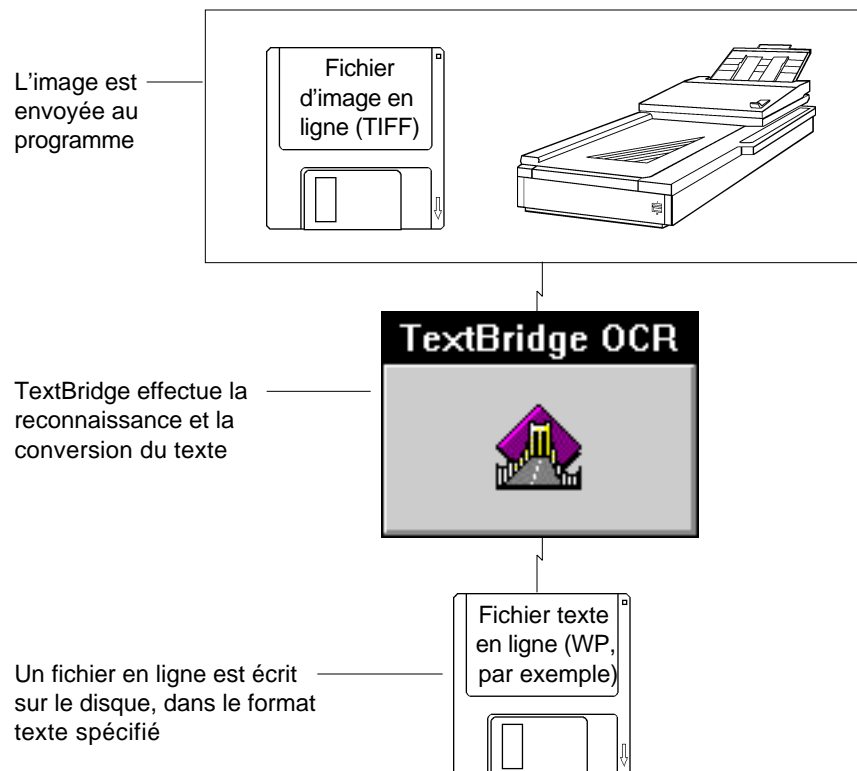 L'image est
envoyée au
programme
Fichier
d'image en
ligne (TIFF)
TextBridge OCR
TextBridge effectue la
reconnaissance et la
conversion du texte
Fichier texte
en ligne (WP,
par exemple)
Un fichier en ligne est écrit
sur le disque, dans le format
texte spécifié